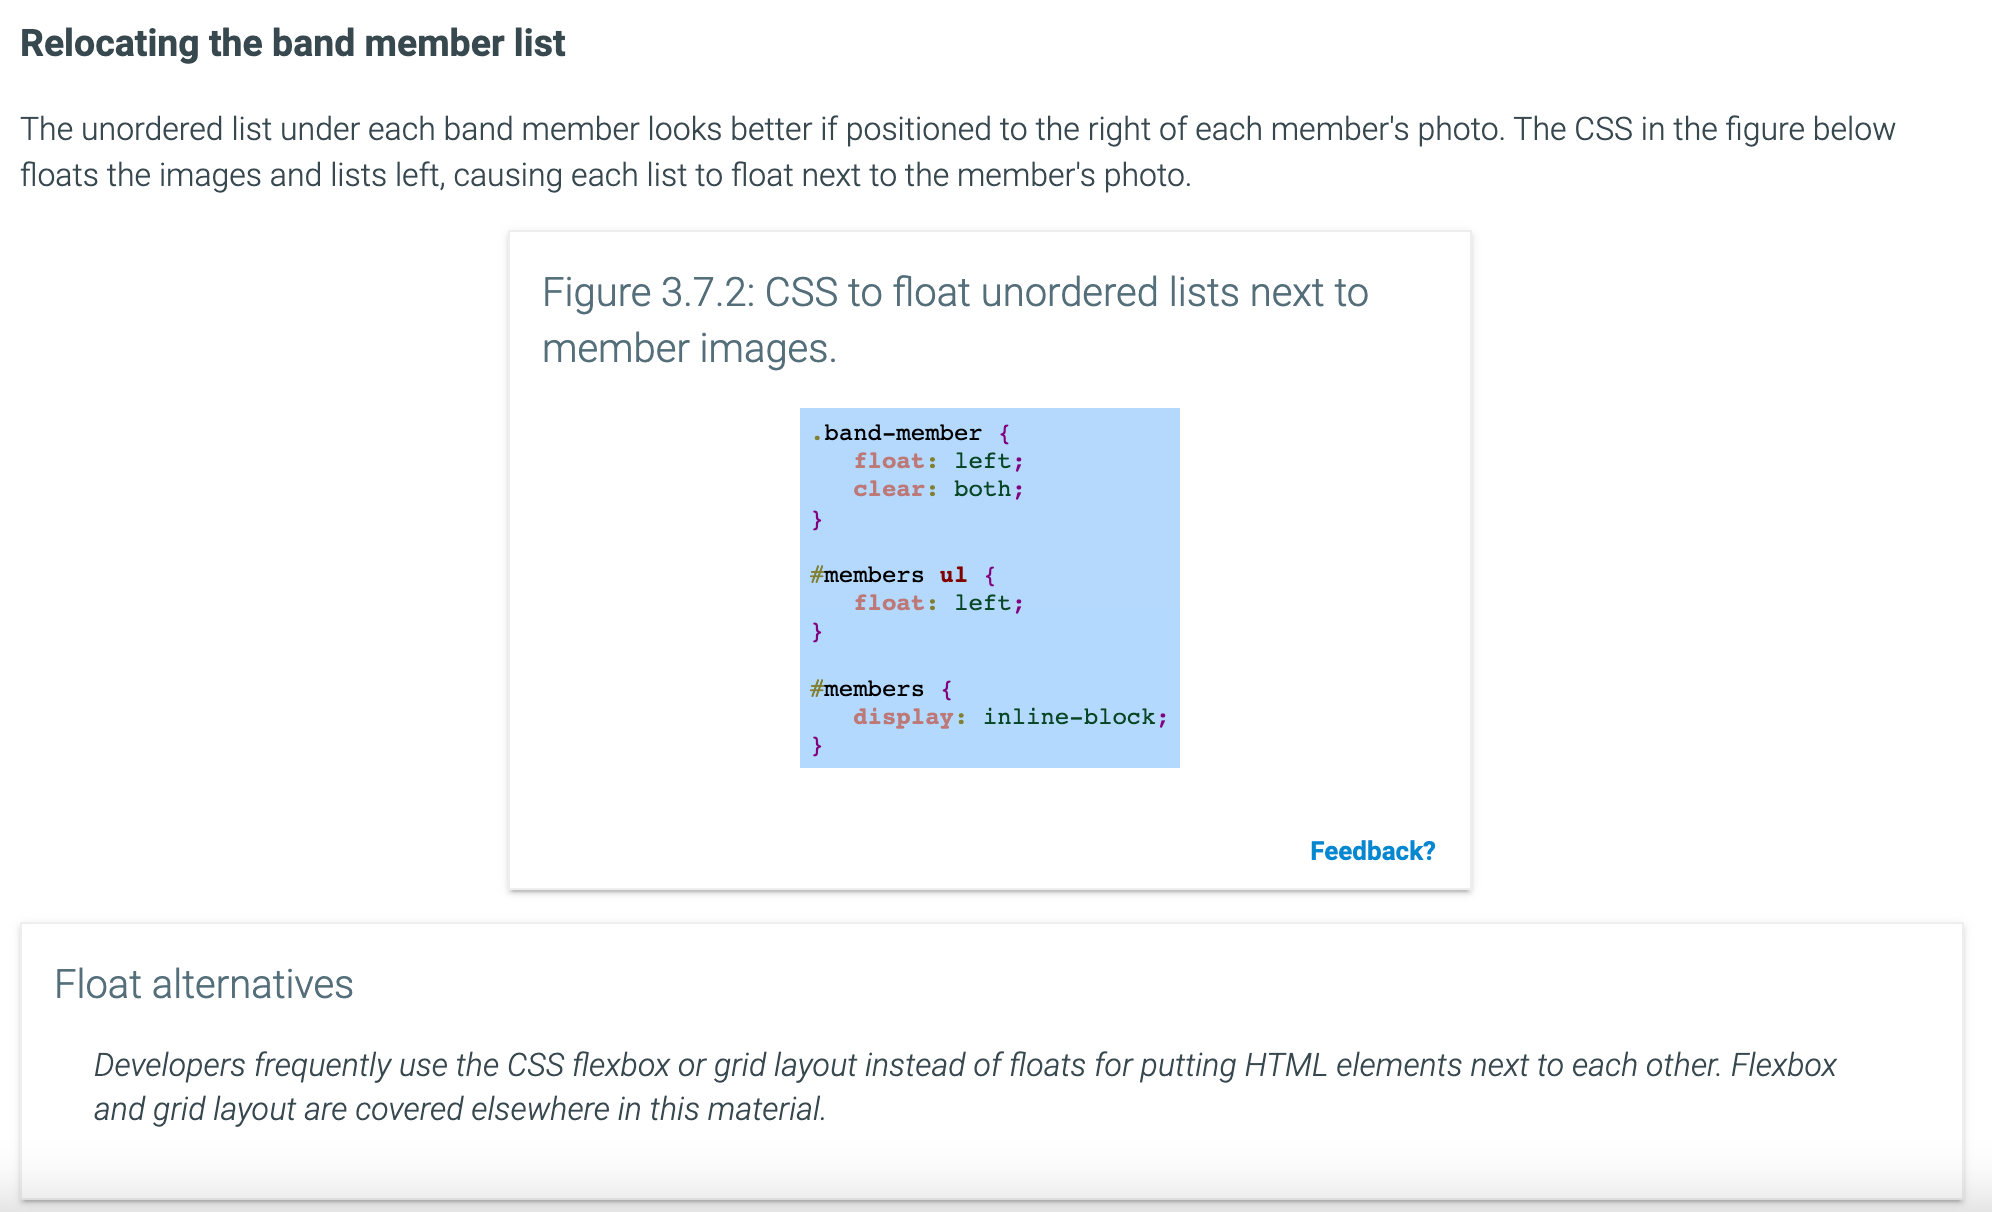 Relocating the band member list
The unordered list under each band member looks better if positioned to the right of each member's photo. The CSS in the figure below
floats the images and lists left, causing each list to float next to the member's photo.
Figure 3.7.2: CSS to float unordered lists next to
member images.
.band-member {
   float: left;
   clear: both;
}
#members ul {
   float: left;
}
#members {
   display: inline-block;
}
Feedback?
Float alternatives
Developers frequently use the CSS flexbox or grid layout instead of floats for putting HTML elements next to each other. Flexbox
and grid layout are covered elsewhere in this material.